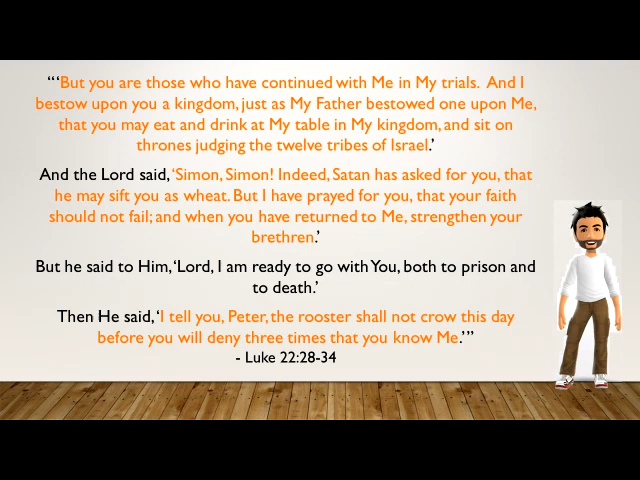 “‘But you are those who have continued with Me in My trials.  And I
bestow upon you a kingdom, just as My Father bestowed one upon Me,
that you may eat and drink at My table in My kingdom, and sit on
thrones judging the twelve tribes of Israel.’
And the Lord said, ‘Simon, Simon! Indeed, Satan has asked for you, that
he may sift you as wheat. But I have prayed for you, that your faith
should not fail; and when you have returned to Me, strengthen your
brethren.’
But he said to Him, ‘Lord, I am ready to go with You, both to prison and
to death.’
Then He said, ‘I tell you, Peter, the rooster shall not crow this day
before you will deny three times that you know Me.’”
- Luke 22:28-34